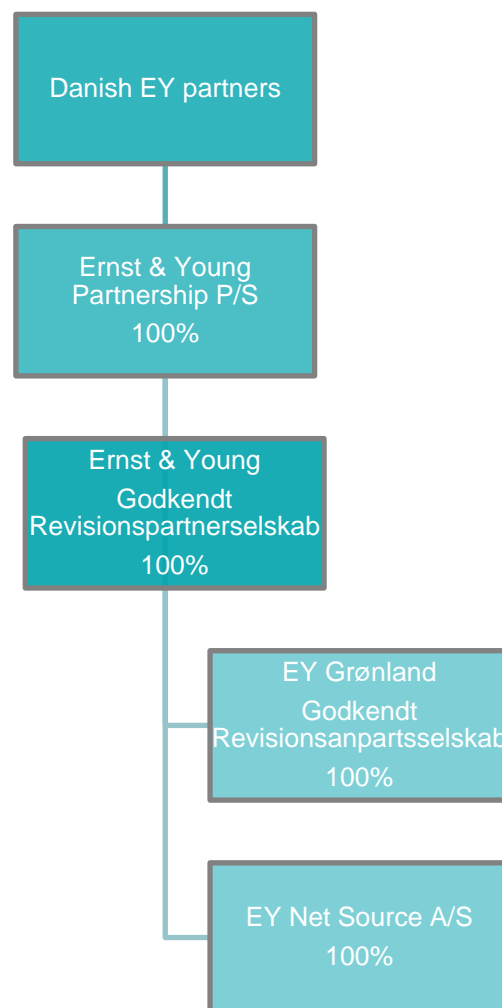 Danish EY partners
Ernst & Young
Partnership P/S
100%
Ernst & Young
Godkendt
Revisionspartnerselskab
100%
EY Grønland
Godkendt
Revisionsanpartsselskab
100%
EY Net Source A/S
100%